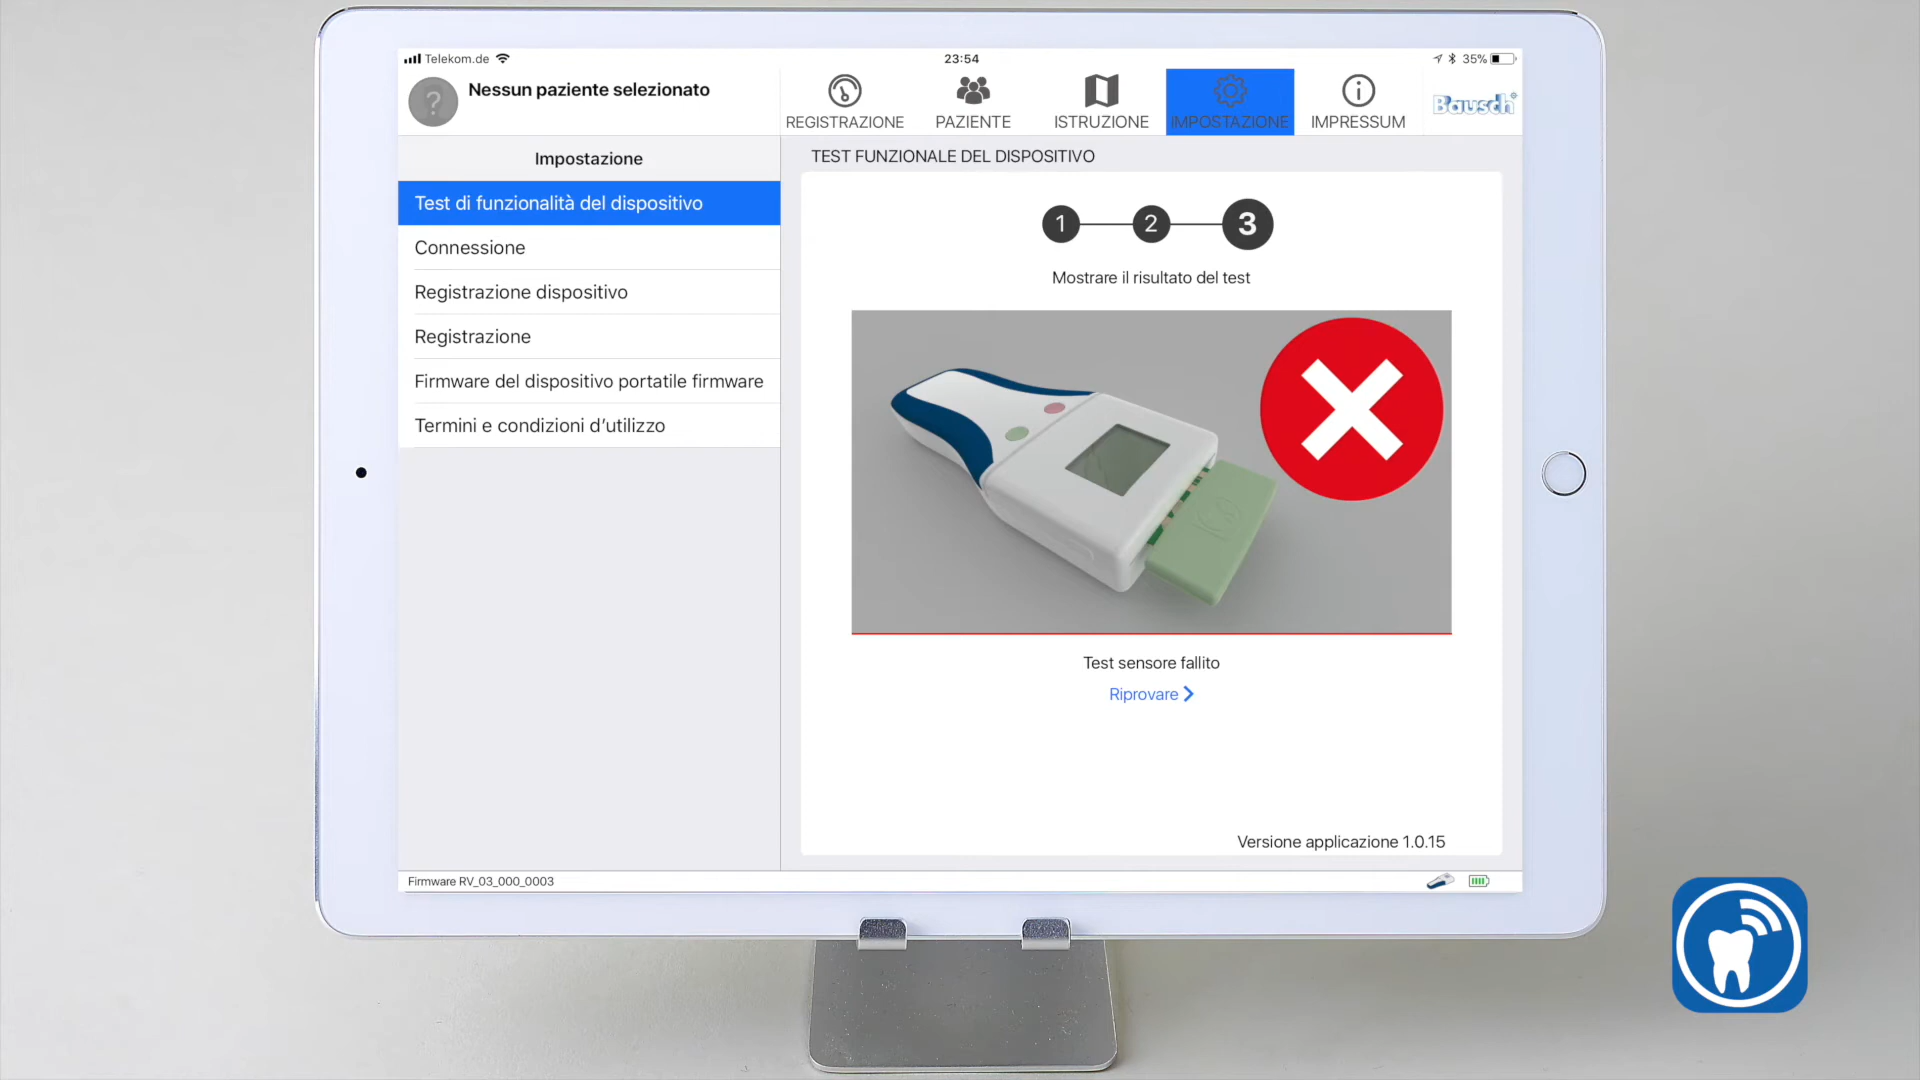 Telekom.de
23:54
35%
Nessun paziente selezionato
?
REGISTRAZIONE
PAZIENTE
ISTRUZIONE
IMPOSTAZIONE
IMPRESSUM
Bausch
Impostazione
TEST FUNZIONALE DEL DISPOSITIVO
Test di funzionalità del dispositivo
Connessione
Registrazione dispositivo
Registrazione
Firmware del dispositivo portatile firmware
Termini e condizioni d’utilizzo
1
2
3
Mostrare il risultato del test
Test sensore fallito
Riprovare
Versione applicazione 1.0.15
Firmware RV_03_000_0003